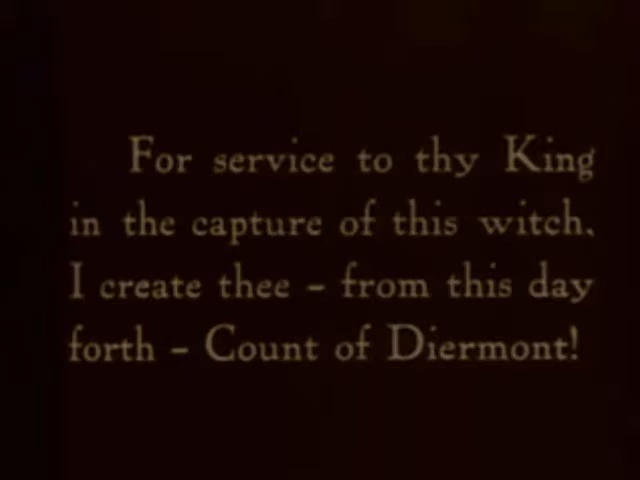 For service to thy King
in the capture of this witch,
I create thee – from this day
forth – Count of Diermont!